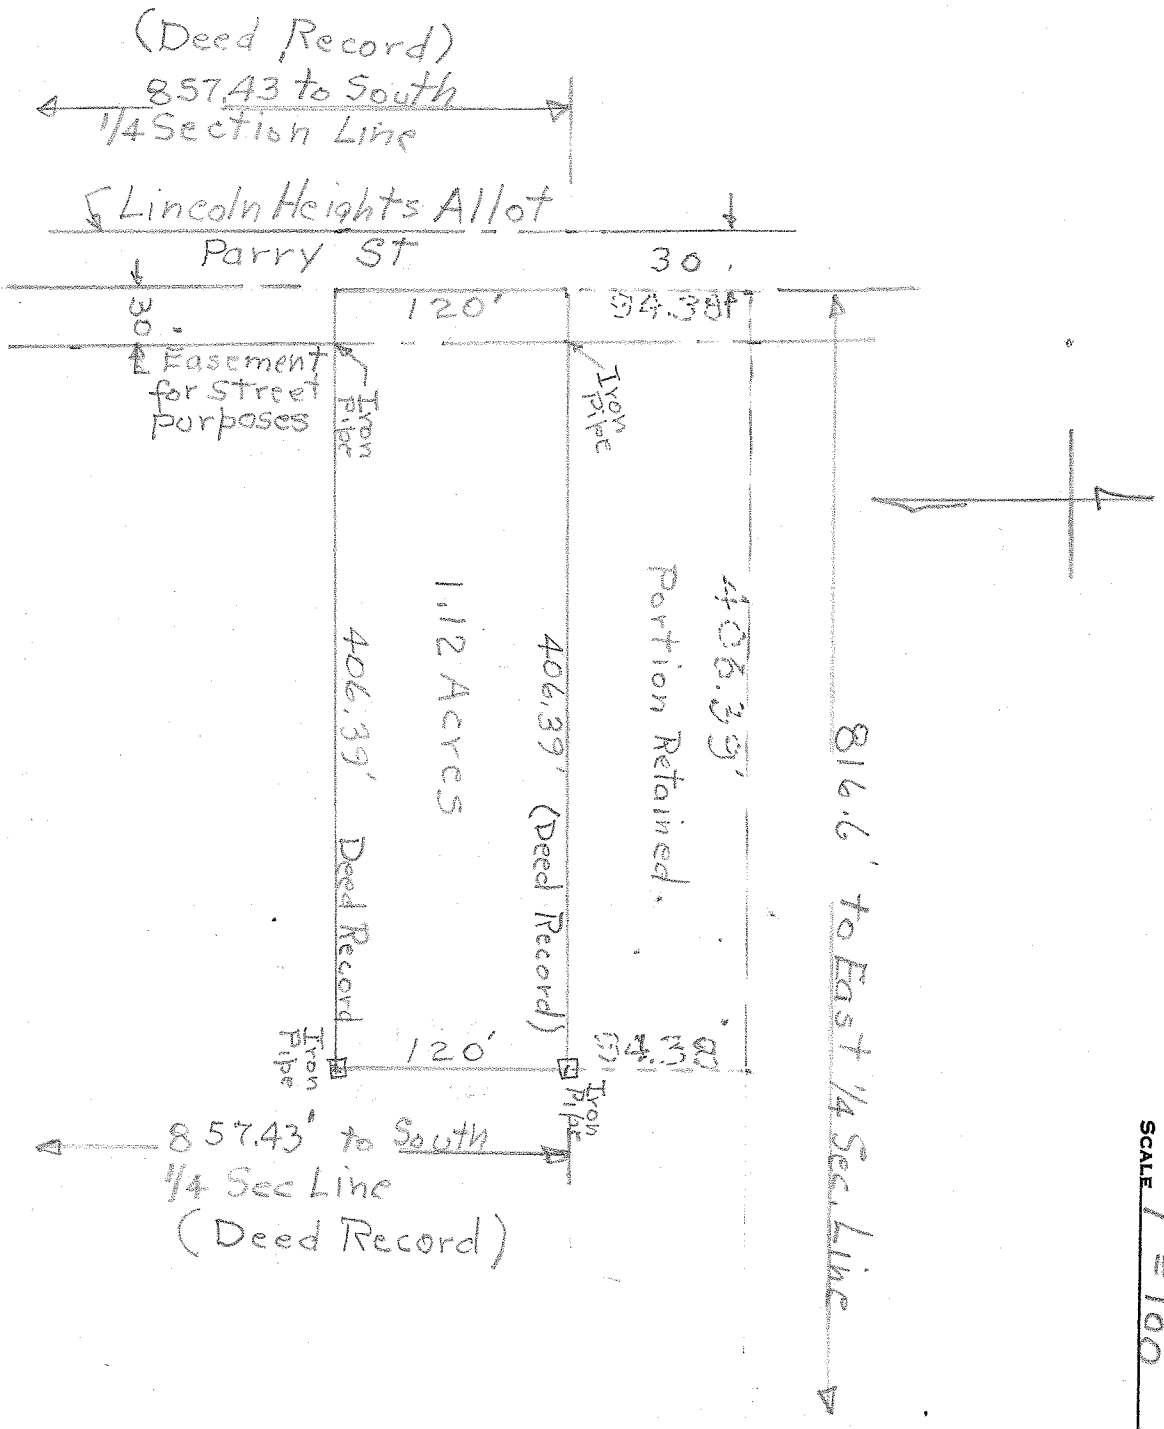 (Deed Record)
857.43 to South
1/4 Section Line
Lincoln Heights Allot
Parry St
30
30
120'
94.38'
Easement
for Street
Purposes
Iron
Pipe
Iron
Pipe
406.39' Deed Record
1.12 Acres
406.39' (Deed Record)
Portion Retained.
406.39'
816.6' to East 1/4 Sec. Line
Iron
Pipe
120'
94.38
Iron
Pipe
857.43' to South
1/4 Sec Line
(Deed Record)
SCALE 1 = 100